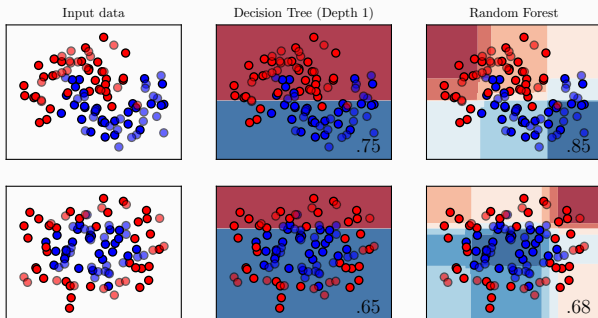 Input data
Decision Tree (Depth 1)
Random Forest
.75
.85
.65
.68